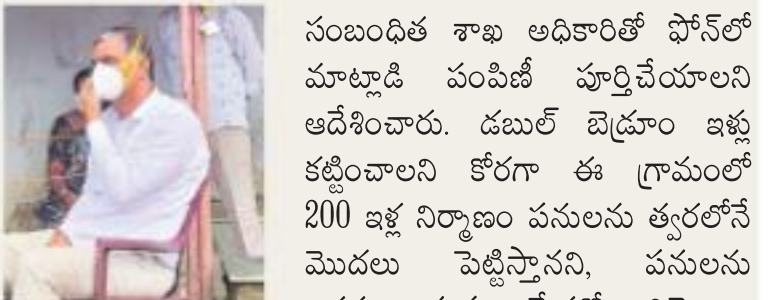 సంబంధిత శాఖ అధికారితో ఫోన్‌లో
మాట్లాడి పంపిణీ పూర్తిచేయాలని
ఆదేశించారు. డబుల్ బెడ్రూం ఇళ్లు
కట్టించాలని కోరగా ఈ గ్రామంలో
200 ఇళ్ల నిర్మాణం పనులను త్వరలోనే
మొదలు పెట్టిస్తానని, పనులను